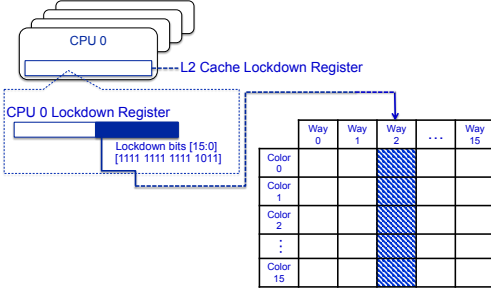 CPU 0
L2 Cache Lockdown Register
CPU 0 Lockdown Register
Lockdown bits [15:0]
[1111 1111 1111 1011]
Way 0 Way 1 Way 2 ... Way 15
Color 0
Color 1
Color 2
⋮
Color 15